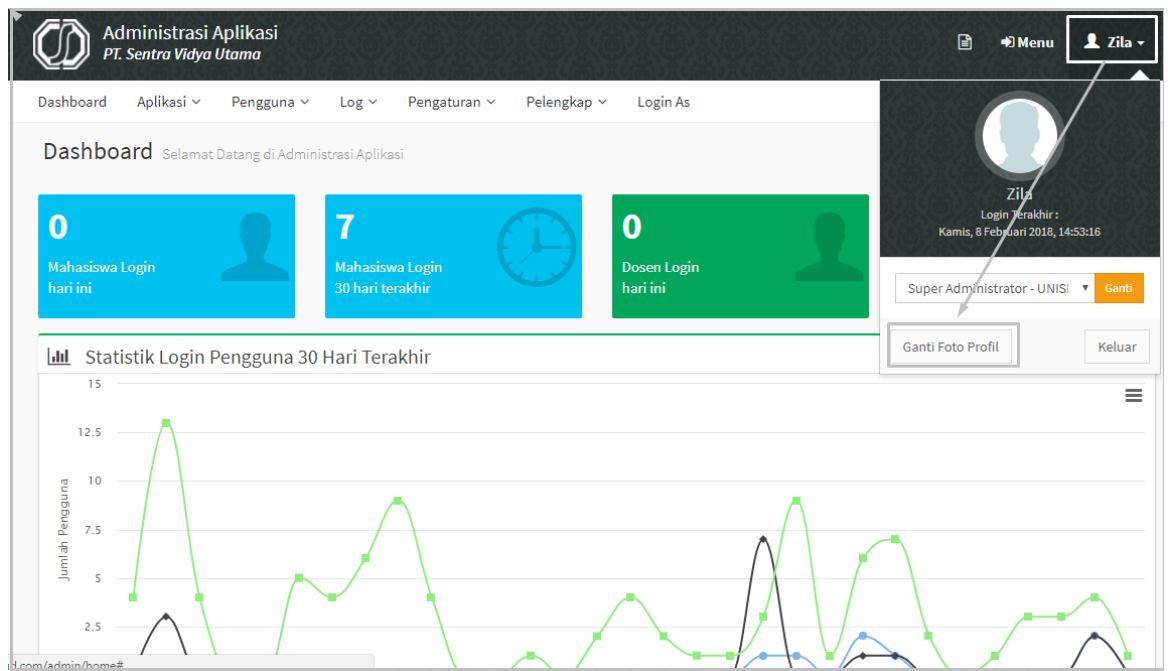 Administrasi Aplikasi
PT. Sentra Vidya Utama
Menu
Zila
Dashboard Aplikasi Pengguna Log Pengaturan Pelengkap Login As
Dashboard Selamat Datang di Administrasi Aplikasi
0
Mahasiswa Login
hari ini
7
Mahasiswa Login
30 hari terakhir
0
Dosen Login
hari ini
Zila
Login Terakhir :
Kamis, 8 Februari 2018, 14:53:16
Super Administrator - UNISI
Ganti
Ganti Foto Profil
Keluar
Statistik Login Pengguna 30 Hari Terakhir
15
12.5
10
7.5
5
2.5
Jumlah Pengguna
d.com/admin/home#